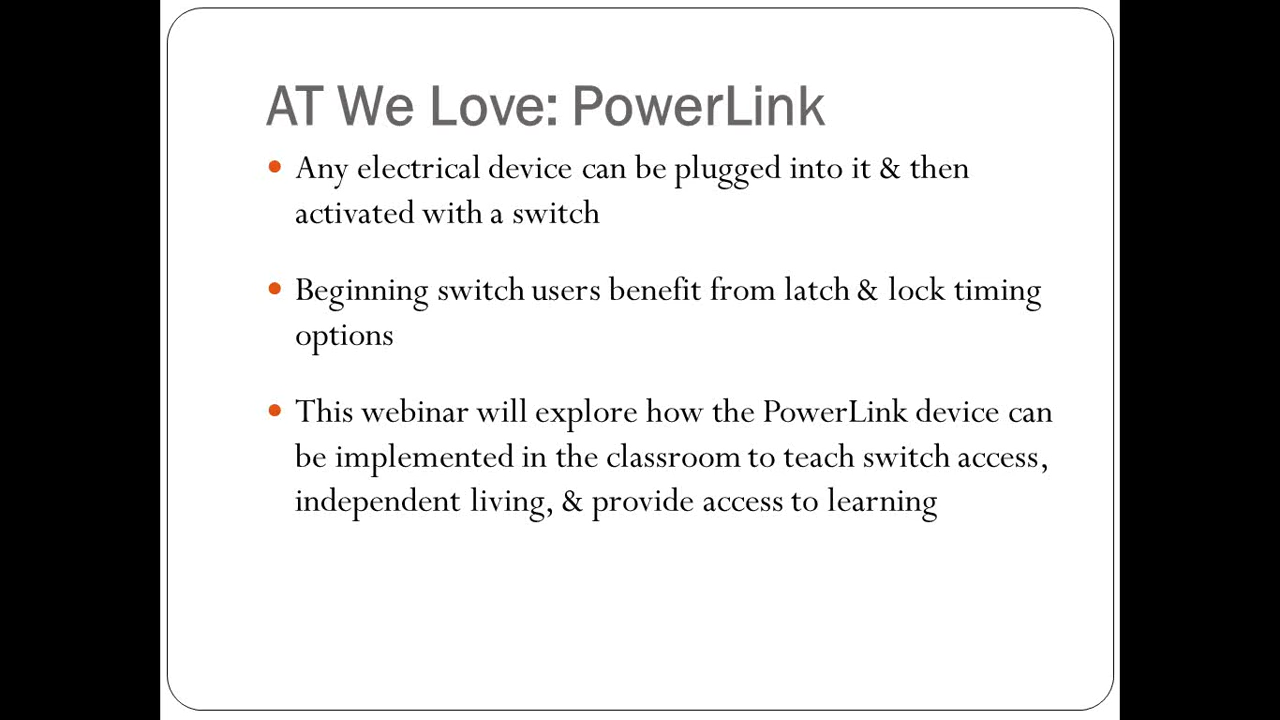 AT We Love: PowerLink
• Any electrical device can be plugged into it & then
activated with a switch
• Beginning switch users benefit from latch & lock timing
options
• This webinar will explore how the PowerLink device can
be implemented in the classroom to teach switch access,
independent living, & provide access to learning